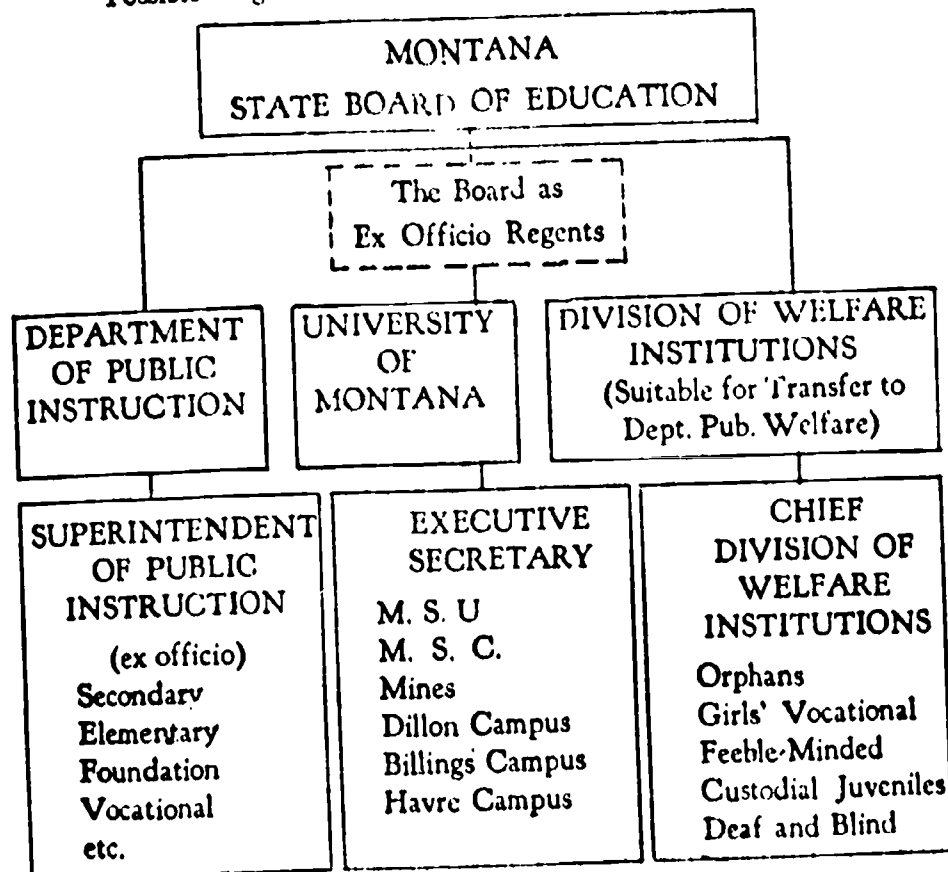 MONTANA
STATE BOARD OF EDUCATION
The Board as
Ex Officio Regents
DEPARTMENT
OF PUBLIC
INSTRUCTION
UNIVERSITY
OF
MONTANA
DIVISION OF WELFARE
INSTITUTIONS
(Suitable for Transfer to
Dept. Pub. Welfare)
SUPERINTENDENT
OF PUBLIC
INSTRUCTION
(ex officio)
Secondary
Elementary
Foundation
Vocational
etc.
EXECUTIVE
SECRETARY
M. S. U
M. S. C.
Mines
Dillon Campus
Billings Campus
Havre Campus
CHIEF
DIVISION OF
WELFARE
INSTITUTIONS
Orphans
Girls' Vocational
Feeble-Minded
Custodial Juveniles
Deaf and Blind